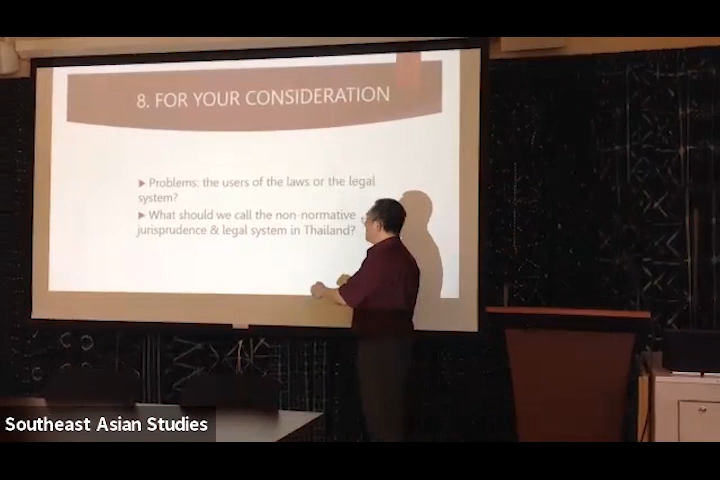 8. FOR YOUR CONSIDERATION
▶ Problems: the users of the laws or the legal
system?
▶ What should we call the non-normative
jurisprudence & legal system in Thailand?
Southeast Asian Studies